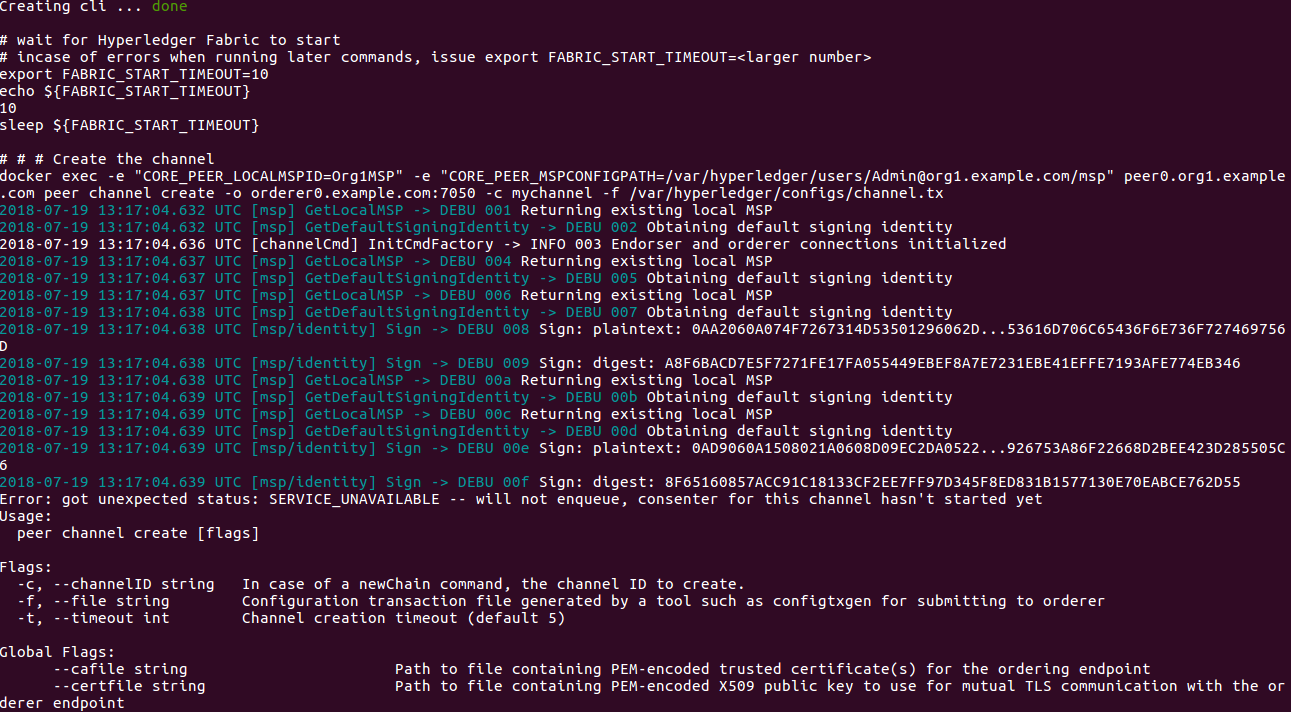 Creating cli ... done
# wait for Hyperledger Fabric to start
# incase of errors when running later commands, issue export FABRIC_START_TIMEOUT=<larger number>
export FABRIC_START_TIMEOUT=10
echo ${FABRIC_START_TIMEOUT}
10
sleep ${FABRIC_START_TIMEOUT}
# # # Create the channel
docker exec -e "CORE_PEER_LOCALMSPID=Org1MSP" -e "CORE_PEER_MSPCONFIGPATH=/var/hyperledger/users/Admin@org1.example.com/msp" peer0.org1.example
.com peer channel create -o orderer0.example.com:7050 -c mychannel -f /var/hyperledger/configs/channel.tx
2018-07-19 13:17:04.632 UTC [msp] GetLocalMSP -> DEBU 001 Returning existing local MSP
2018-07-19 13:17:04.632 UTC [msp] GetDefaultSigningIdentity -> DEBU 002 Obtaining default signing identity
2018-07-19 13:17:04.636 UTC [channelCmd] InitCmdFactory -> INFO 003 Endorser and orderer connections initialized
2018-07-19 13:17:04.637 UTC [msp] GetLocalMSP -> DEBU 004 Returning existing local MSP
2018-07-19 13:17:04.637 UTC [msp] GetDefaultSigningIdentity -> DEBU 005 Obtaining default signing identity
2018-07-19 13:17:04.637 UTC [msp] GetLocalMSP -> DEBU 006 Returning existing local MSP
2018-07-19 13:17:04.638 UTC [msp] GetDefaultSigningIdentity -> DEBU 007 Obtaining default signing identity
2018-07-19 13:17:04.638 UTC [msp/identity] Sign -> DEBU 008 Sign: plaintext: 0AA2060A074F7267314D53501296062D...53616D706C65436F6E736F727469756
D
2018-07-19 13:17:04.638 UTC [msp/identity] Sign -> DEBU 009 Sign: digest: A8F6BACD7E5F7271FE17FA055449EBEF8A7E7231EBE41EFFE7193AFE774EB346
2018-07-19 13:17:04.638 UTC [msp] GetLocalMSP -> DEBU 00a Returning existing local MSP
2018-07-19 13:17:04.639 UTC [msp] GetDefaultSigningIdentity -> DEBU 00b Obtaining default signing identity
2018-07-19 13:17:04.639 UTC [msp] GetLocalMSP -> DEBU 00c Returning existing local MSP
2018-07-19 13:17:04.639 UTC [msp] GetDefaultSigningIdentity -> DEBU 00d Obtaining default signing identity
2018-07-19 13:17:04.639 UTC [msp/identity] Sign -> DEBU 00e Sign: plaintext: 0AD9060A1508021A0608D09EC2DA0522...926753A86F22668D2BEE423D285505C
6
2018-07-19 13:17:04.639 UTC [msp/identity] Sign -> DEBU 00f Sign: digest: 8F65160857ACC91C18133CF2EE7FF97D345F8ED831B1577130E70EABCE762D55
Error: got unexpected status: SERVICE_UNAVAILABLE -- will not enqueue, consenter for this channel hasn't started yet
Usage:
  peer channel create [flags]
Flags:
  -c, --channelID string   In case of a newChain command, the channel ID to create.
  -f, --file string        Configuration transaction file generated by a tool such as configtxgen for submitting to orderer
  -t, --timeout int        Channel creation timeout (default 5)
Global Flags:
      --cafile string                       Path to file containing PEM-encoded trusted certificate(s) for the ordering endpoint
      --certfile string                     Path to file containing PEM-encoded X509 public key to use for mutual TLS communication with the or
derer endpoint